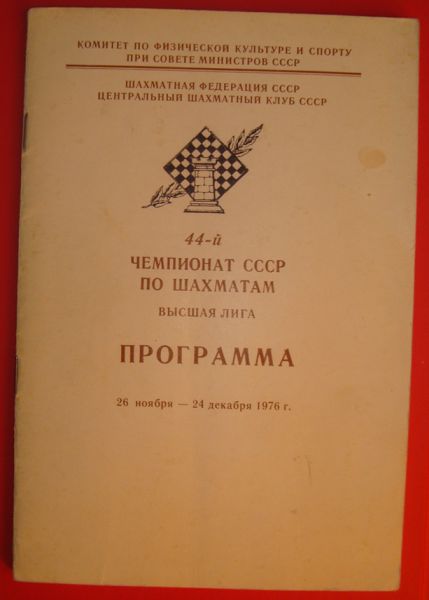 КОМИТЕТ ПО ФИЗИЧЕСКОЙ КУЛЬТУРЕ И СПОРТУ
ПРИ СОВЕТЕ МИНИСТРОВ СССР
ШАХМАТНАЯ ФЕДЕРАЦИЯ СССР
ЦЕНТРАЛЬНЫЙ ШАХМАТНЫЙ КЛУБ СССР
44-й
ЧЕМПИОНАТ СССР
ПО ШАХМАТАМ
ВЫСШАЯ ЛИГА
ПРОГРАММА
26 ноября — 24 декабря 1976 г.